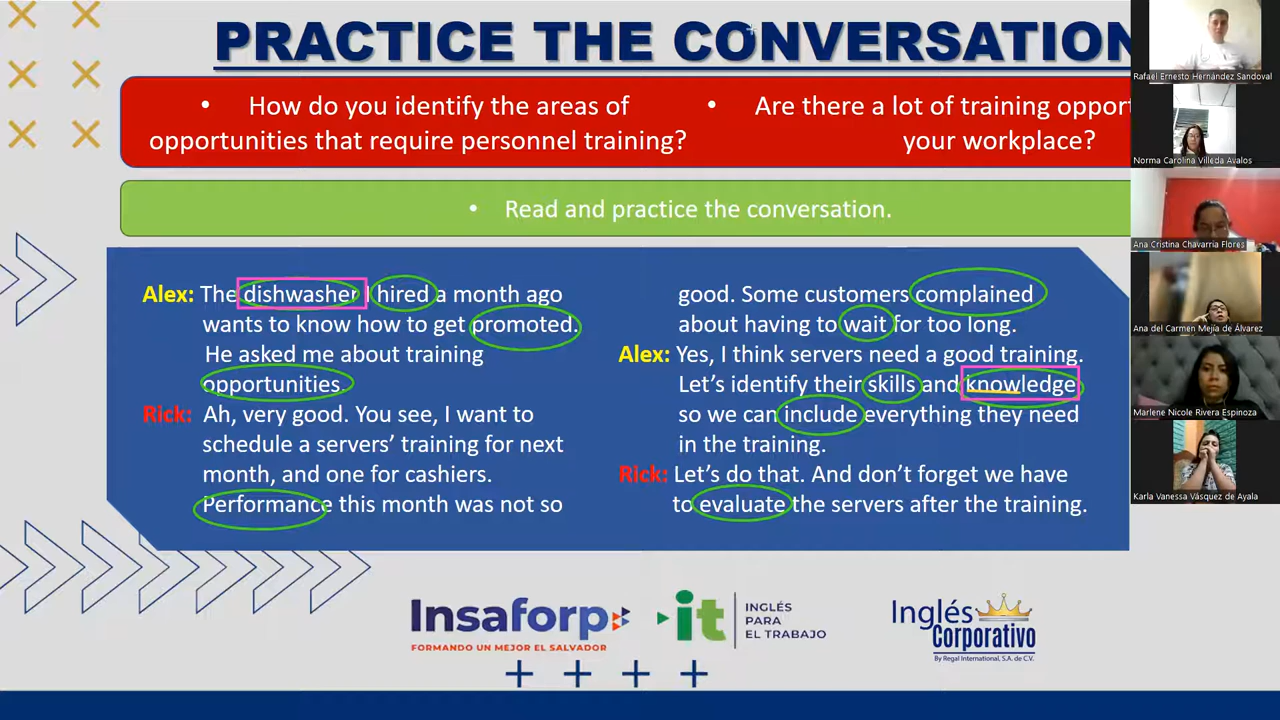 PRACTICE THE CONVERSATION
• How do you identify the areas of
opportunities that require personnel training?
• Are there a lot of training
your workplace?
• Read and practice the conversation.
Alex: The dishwasher I hired a month ago
wants to know how to get promoted.
He asked me about training
opportunities.
Rick: Ah, very good. You see, I want to
schedule a servers’ training for next
month, and one for cashiers.
Performance this month was not so
good. Some customers complained
about having to wait for too long.
Alex: Yes, I think servers need a good training.
Let’s identify their skills and knowledge
so we can include everything they need
in the training.
Rick: Let’s do that. And don’t forget we have
to evaluate the servers after the training.
Insaforp
FORMANDO UN MEJOR EL SALVADOR
it
INGLÉS
PARA
EL TRABAJO
Inglés
Corporativo
By Regal International, S.A. de C.V.
Rafael Ernesto Hernández Sandoval
Norma Carolina Villeda Avalos
Ana Cristina Chavarria Flores
Ana del Carmen Mejía de Álvarez
Marlene Nicole Rivera Espinoza
Karla Vanessa Vásquez de Ayala